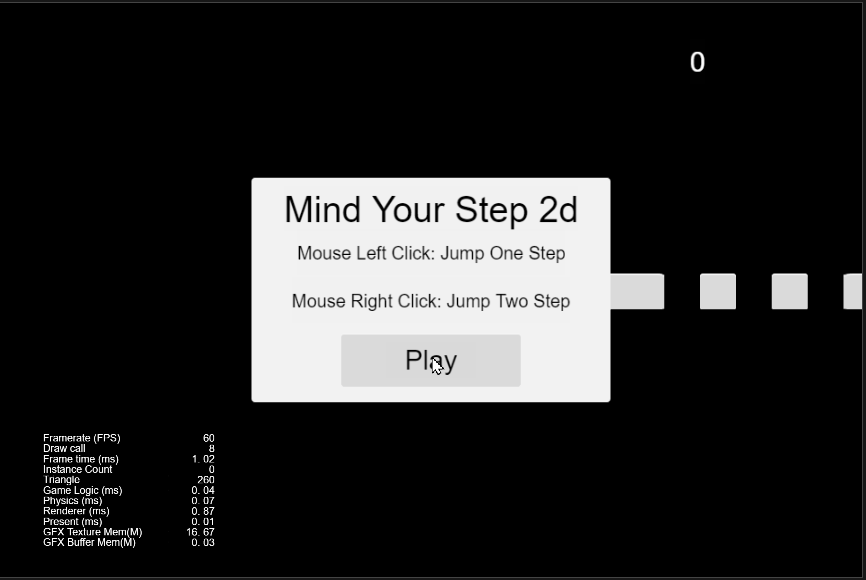 0
Mind Your Step 2d
Mouse Left Click: Jump One Step
Mouse Right Click: Jump Two Step
Play
Framerate (FPS) 60
Draw call 8
Frame time (ms) 1. 02
Instance Count 0
Triangle 260
Game Logic (ms) 0. 04
Physics (ms) 0. 07
Renderer (ms) 0. 87
Present (ms) 0. 01
GFX Texture Mem(M) 16. 67
GFX Buffer Mem(M) 0. 03